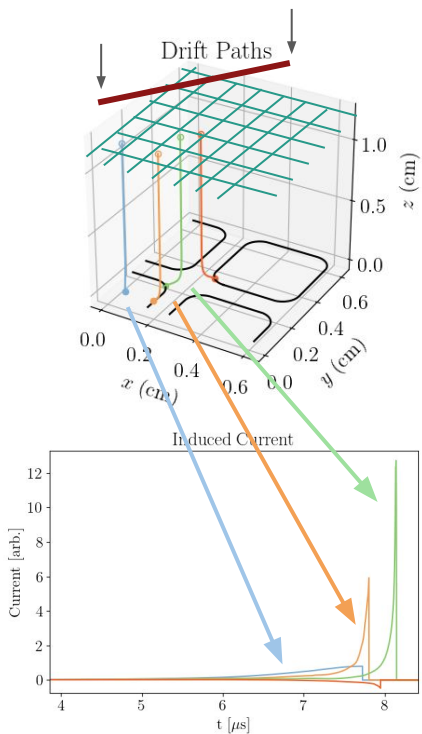 Drift Paths
1.0
0.5
0.0
z (cm)
0.0
0.2
0.4
0.6
x (cm)
0.0
0.2
0.4
0.6
y (cm)
Induced Current
12
10
8
6
4
2
0
Current [arb.]
4 5 6 7 8
t [μs]